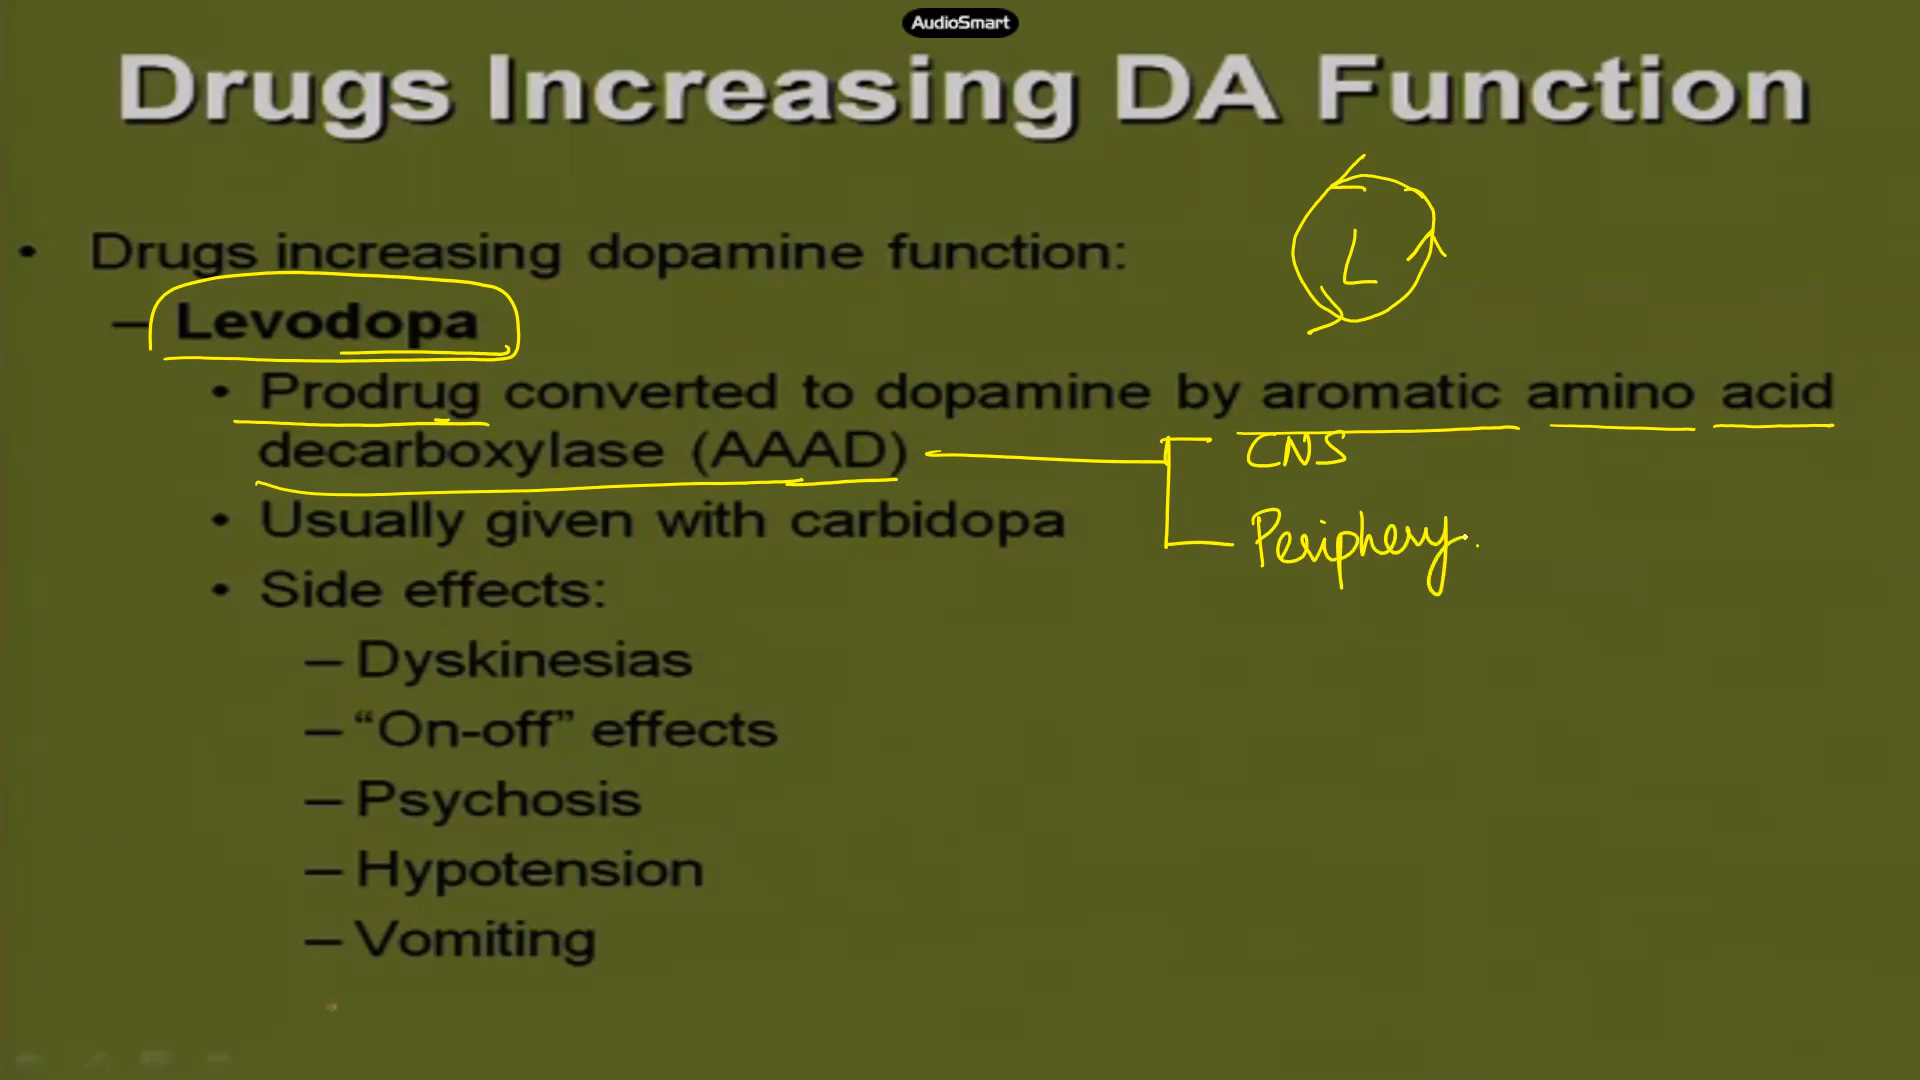 AudioSmart
Drugs Increasing DA Function
• Drugs increasing dopamine function:
L
– Levodopa
• Prodrug converted to dopamine by aromatic amino acid
decarboxylase (AAAD)
CNS
• Usually given with carbidopa
Periphery.
• Side effects:
– Dyskinesias
– “On-off” effects
– Psychosis
– Hypotension
– Vomiting